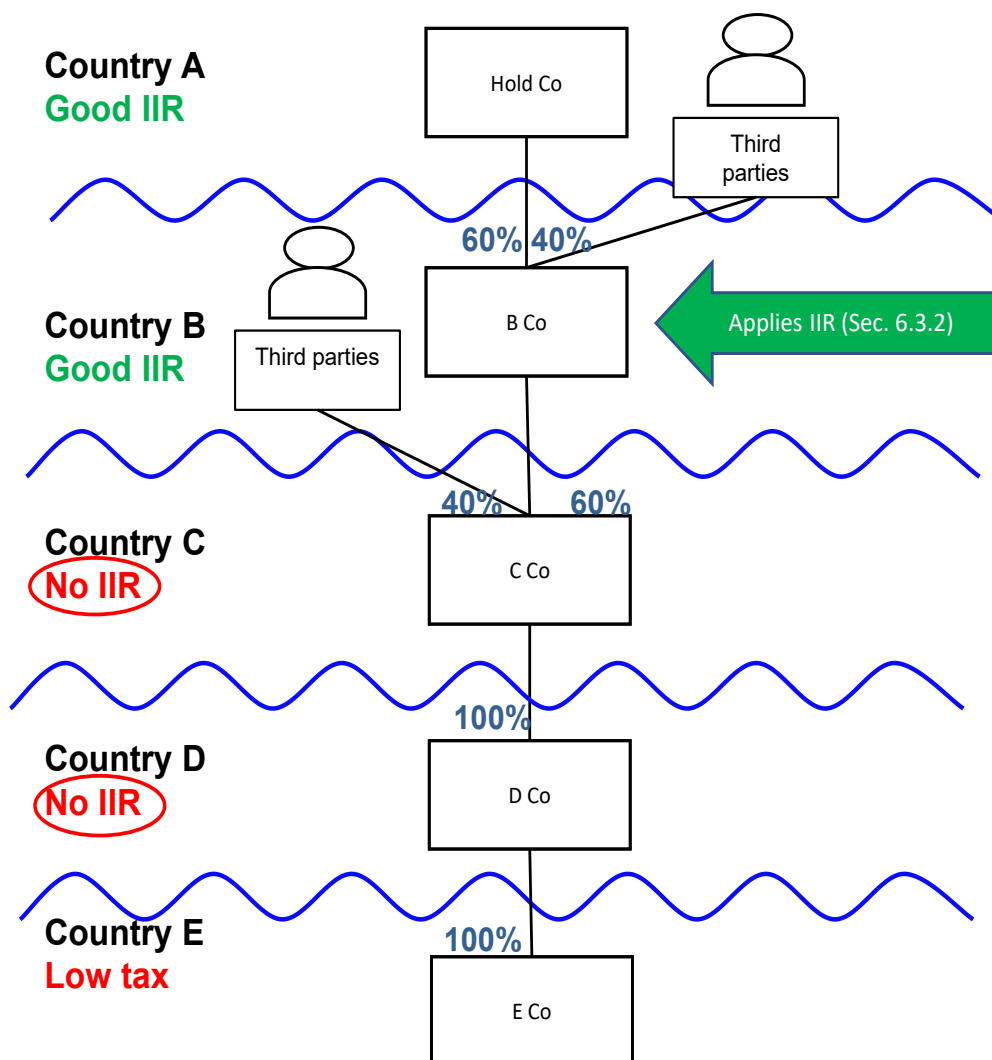 Country A
Good IIR
Hold Co
Third
parties
60%
40%
Country B
Good IIR
Third parties
B Co
Applies IIR (Sec. 6.3.2)
40%
60%
Country C
No IIR
C Co
100%
Country D
No IIR
D Co
Country E
Low tax
100%
E Co